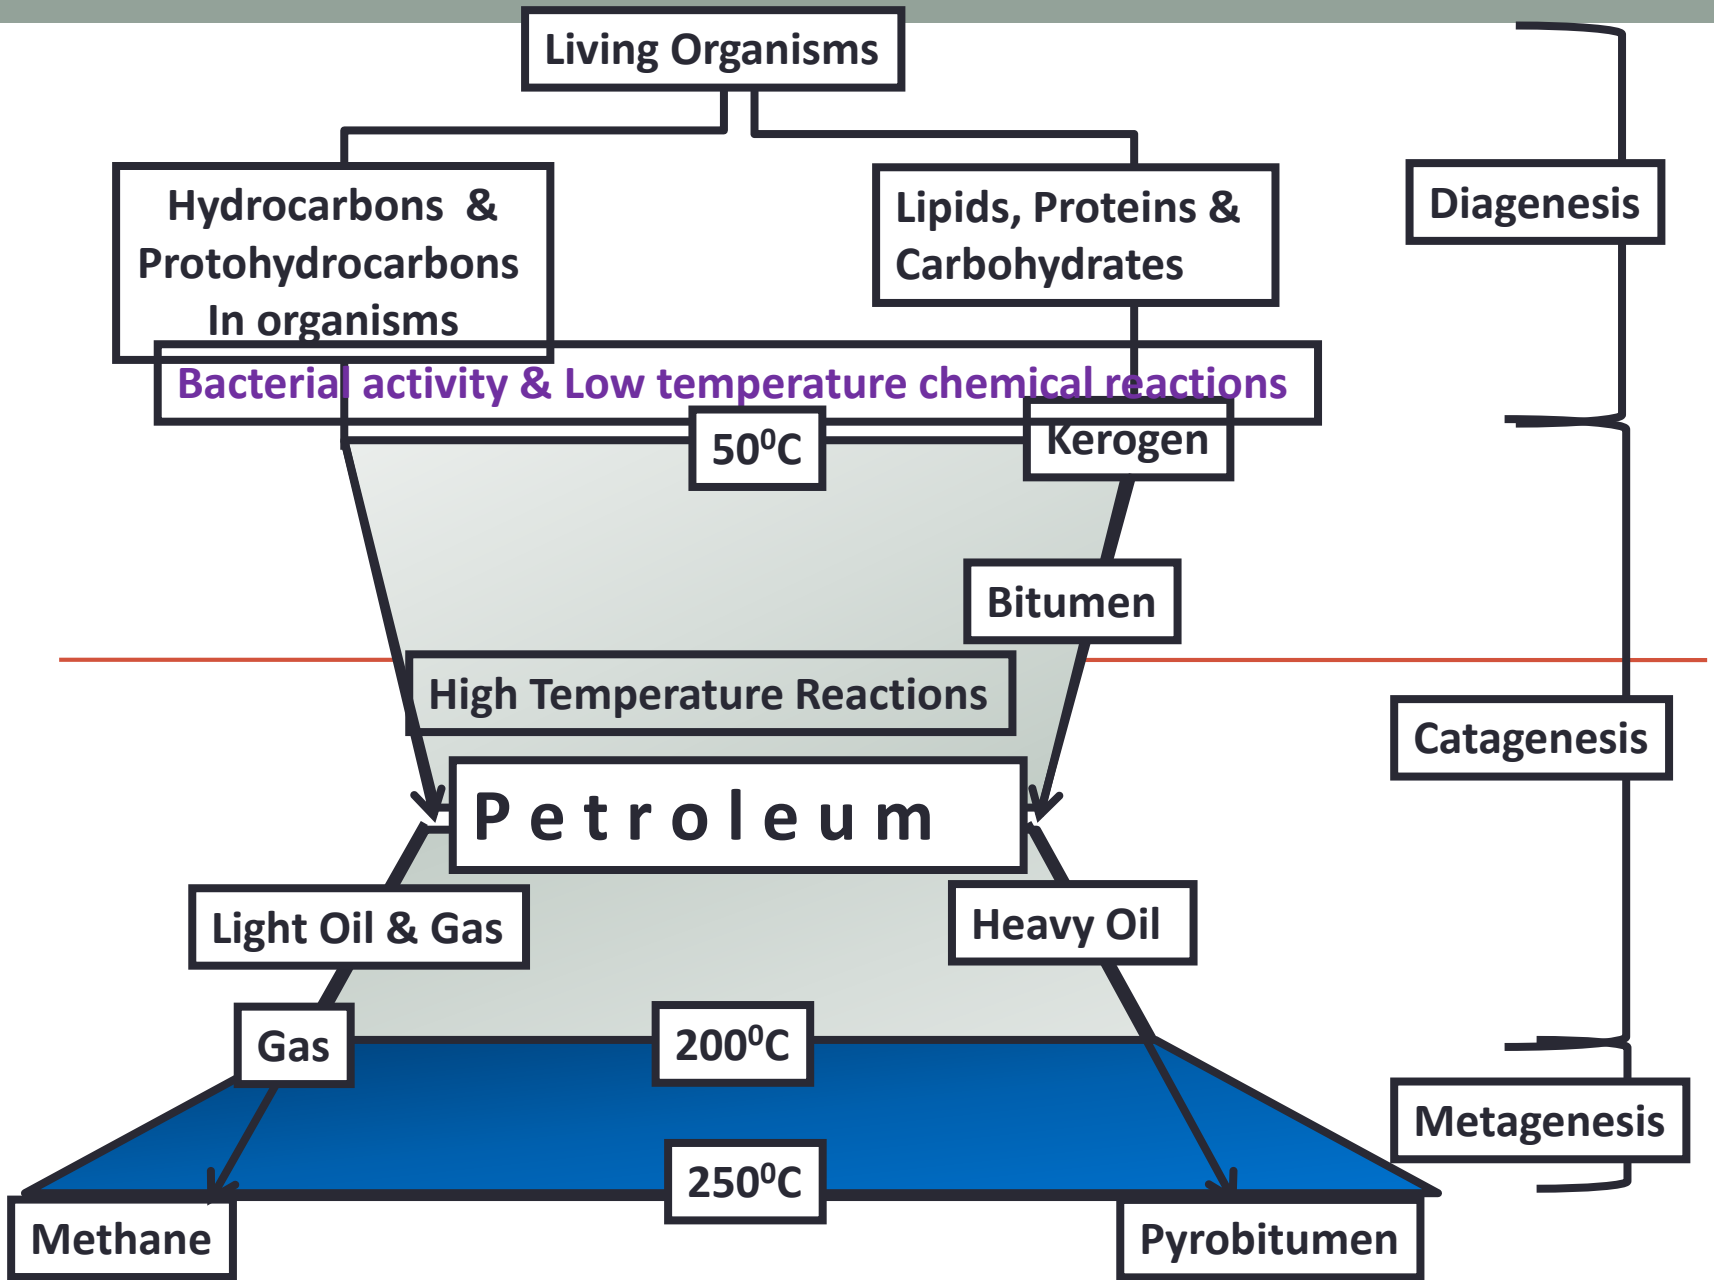 Living Organisms
Hydrocarbons &
Protohydrocarbons
In organisms
Lipids, Proteins &
Carbohydrates
Diagenesis
Bacterial activity & Low temperature chemical reactions
50⁰C
Kerogen
Bitumen
High Temperature Reactions
Catagenesis
Petroleum
Light Oil & Gas
Heavy Oil
Gas
200⁰C
Metagenesis
250⁰C
Methane
Pyrobitumen